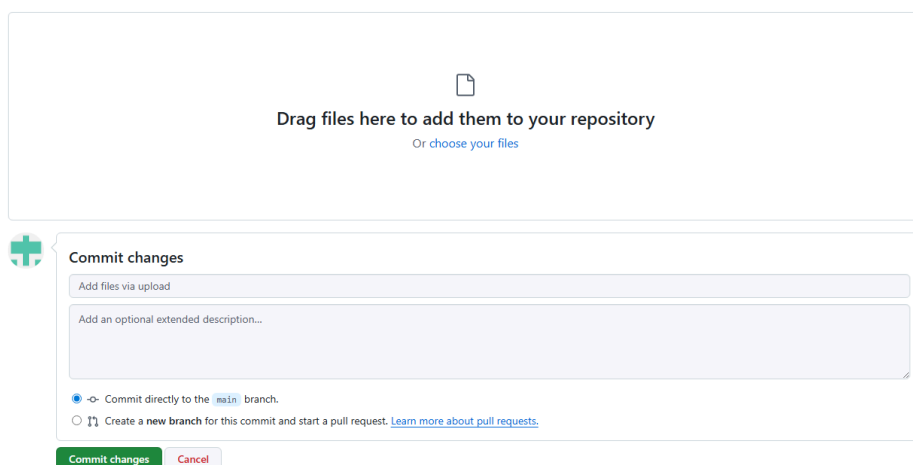 Drag files here to add them to your repository
Or choose your files
Commit changes
Add files via upload
Add an optional extended description...
Commit directly to the main branch.
Create a new branch for this commit and start a pull request. Learn more about pull requests.
Commit changes
Cancel